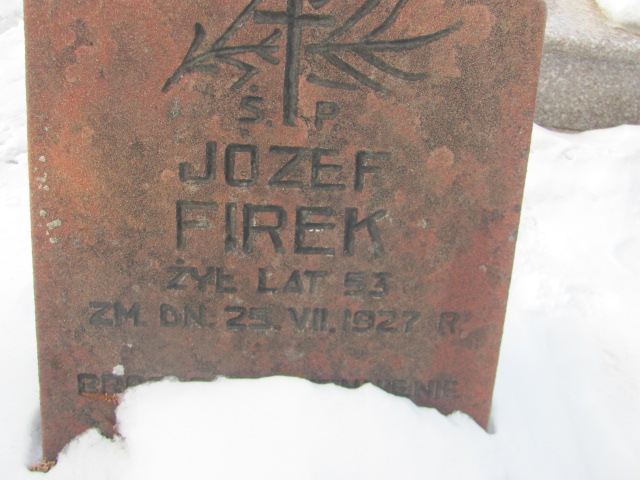 Ś. P.
JÓZEF
FIREK
ŻYŁ LAT 53
ZM. DN. 25. VII. 1927 R.